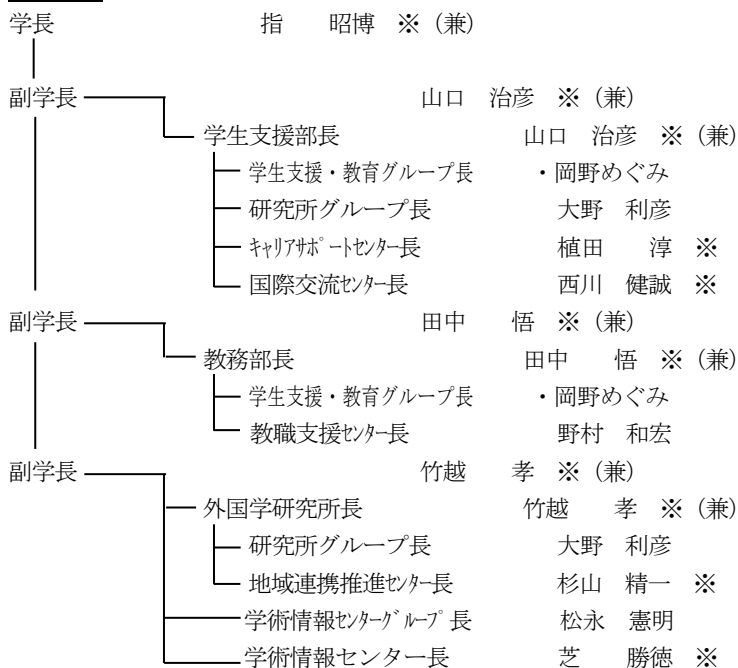 学長 指 昭博 ※（兼）
副学長 山口 治彦 ※（兼）
学生支援部長 山口 治彦 ※（兼）
学生支援・教育グループ長 ・岡野めぐみ
研究所グループ長 大野 利彦
ｷｬﾘｱｻﾎﾟｰﾄｾﾝﾀｰ長 植田 淳 ※
国際交流ｾﾝﾀｰ長 西川 健誠 ※
副学長 田中 悟 ※（兼）
教務部長 田中 悟 ※（兼）
学生支援・教育グループ長 ・岡野めぐみ
教職支援ｾﾝﾀｰ長 野村 和宏
副学長 竹越 孝 ※（兼）
外国学研究所長 竹越 孝 ※（兼）
研究所グループ長 大野 利彦
地域連携推進ｾﾝﾀｰ長 杉山 精一 ※
学術情報ｾﾝﾀｰｸﾞﾙｰﾌﾟ長 松永 憲明
学術情報センター長 芝 勝徳 ※